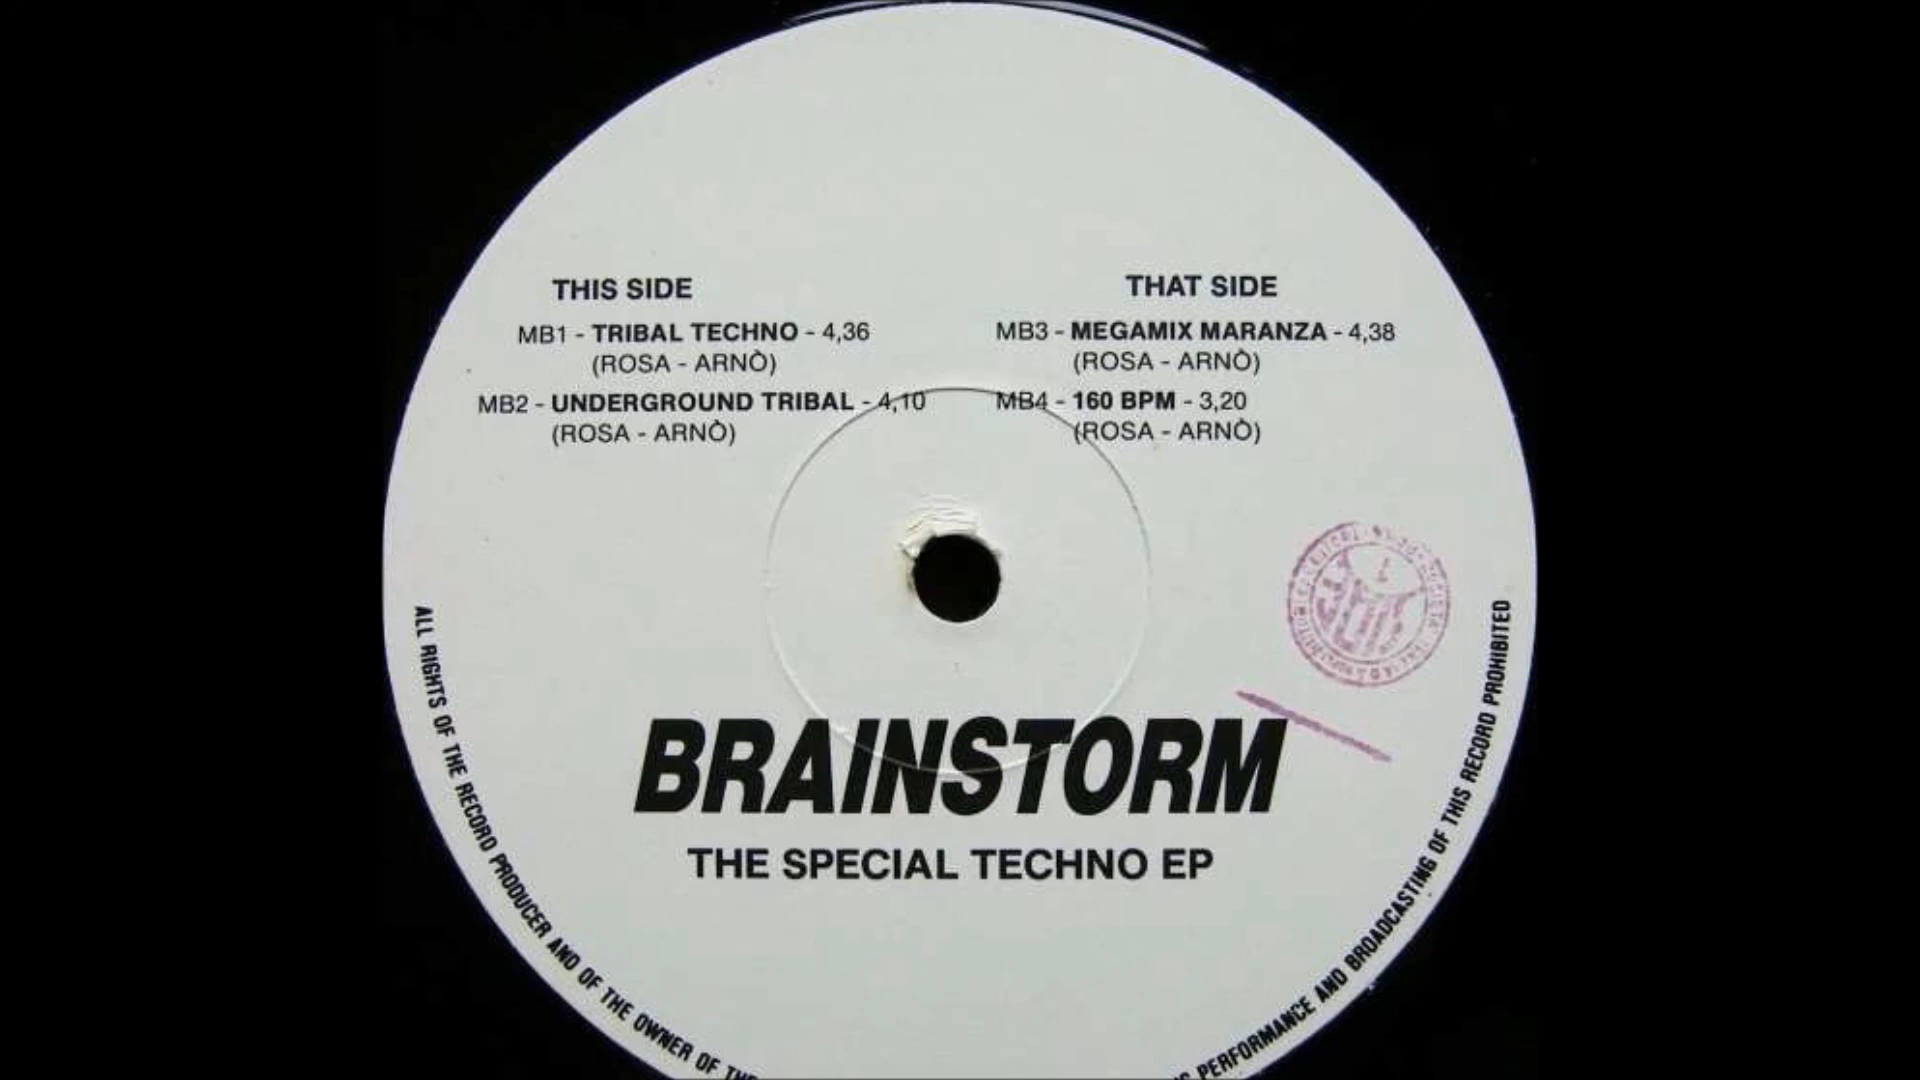 THIS SIDE
MB1 - TRIBAL TECHNO - 4,36
(ROSA - ARNÒ)
MB2 - UNDERGROUND TRIBAL - 4,10
(ROSA - ARNÒ)
THAT SIDE
MB3 - MEGAMIX MARANZA - 4,38
(ROSA - ARNÒ)
MB4 - 160 BPM - 3,20
(ROSA - ARNÒ)
BRAINSTORM
THE SPECIAL TECHNO EP
ALL RIGHTS OF THE RECORD PRODUCER AND OF THE OWNER OF
PERFORMANCE AND BROADCASTING OF THIS RECORD PROHIBITED